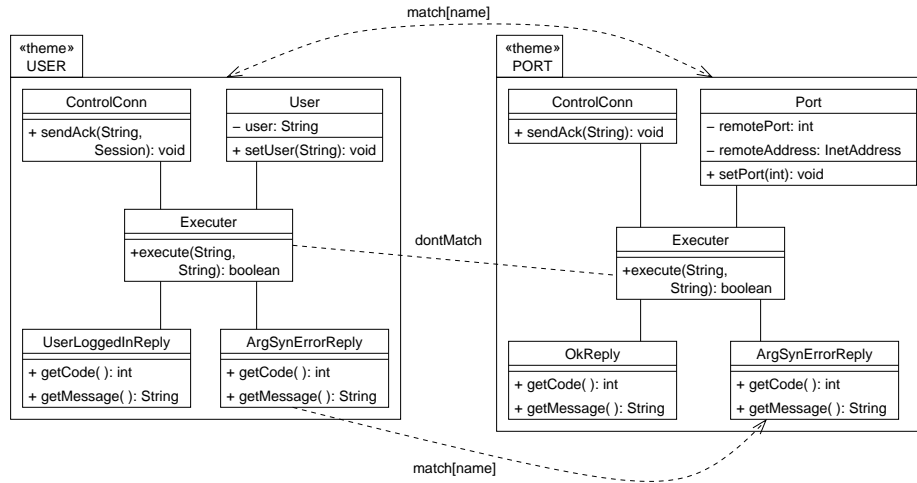 match[name]
«theme»
USER
ControlConn
+ sendAck(String,
Session): void
User
– user: String
+ setUser(String): void
Executer
+execute(String,
String): boolean
UserLoggedInReply
+ getCode( ): int
+ getMessage( ): String
ArgSynErrorReply
+ getCode( ): int
+ getMessage( ): String
dontMatch
«theme»
PORT
ControlConn
+ sendAck(String): void
Port
– remotePort: int
– remoteAddress: InetAddress
+ setPort(int): void
Executer
+execute(String,
String): boolean
OkReply
+ getCode( ): int
+ getMessage( ): String
ArgSynErrorReply
+ getCode( ): int
+ getMessage( ): String
match[name]